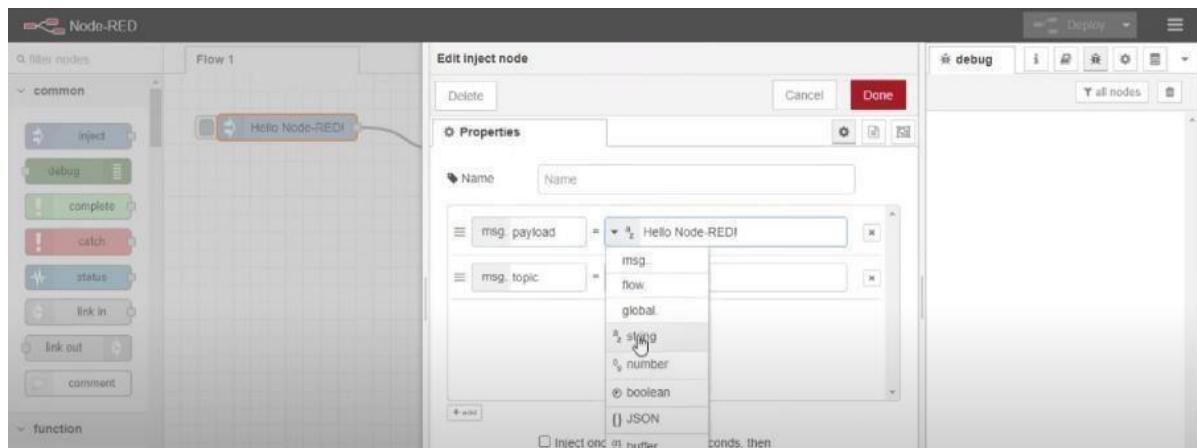 Node-RED
Deploy
filter nodes
Flow 1
Edit inject node
debug
i
all nodes
common
Delete
Cancel
Done
inject
Properties
Hello Node-RED!
debug
Name
Name
complete
msg. payload
=
Hello Node-RED!
catch
msg.
status
msg. topic
=
flow.
global.
link in
string
link out
number
comment
boolean
{} JSON
add
function
Inject once
buffer
conds, then